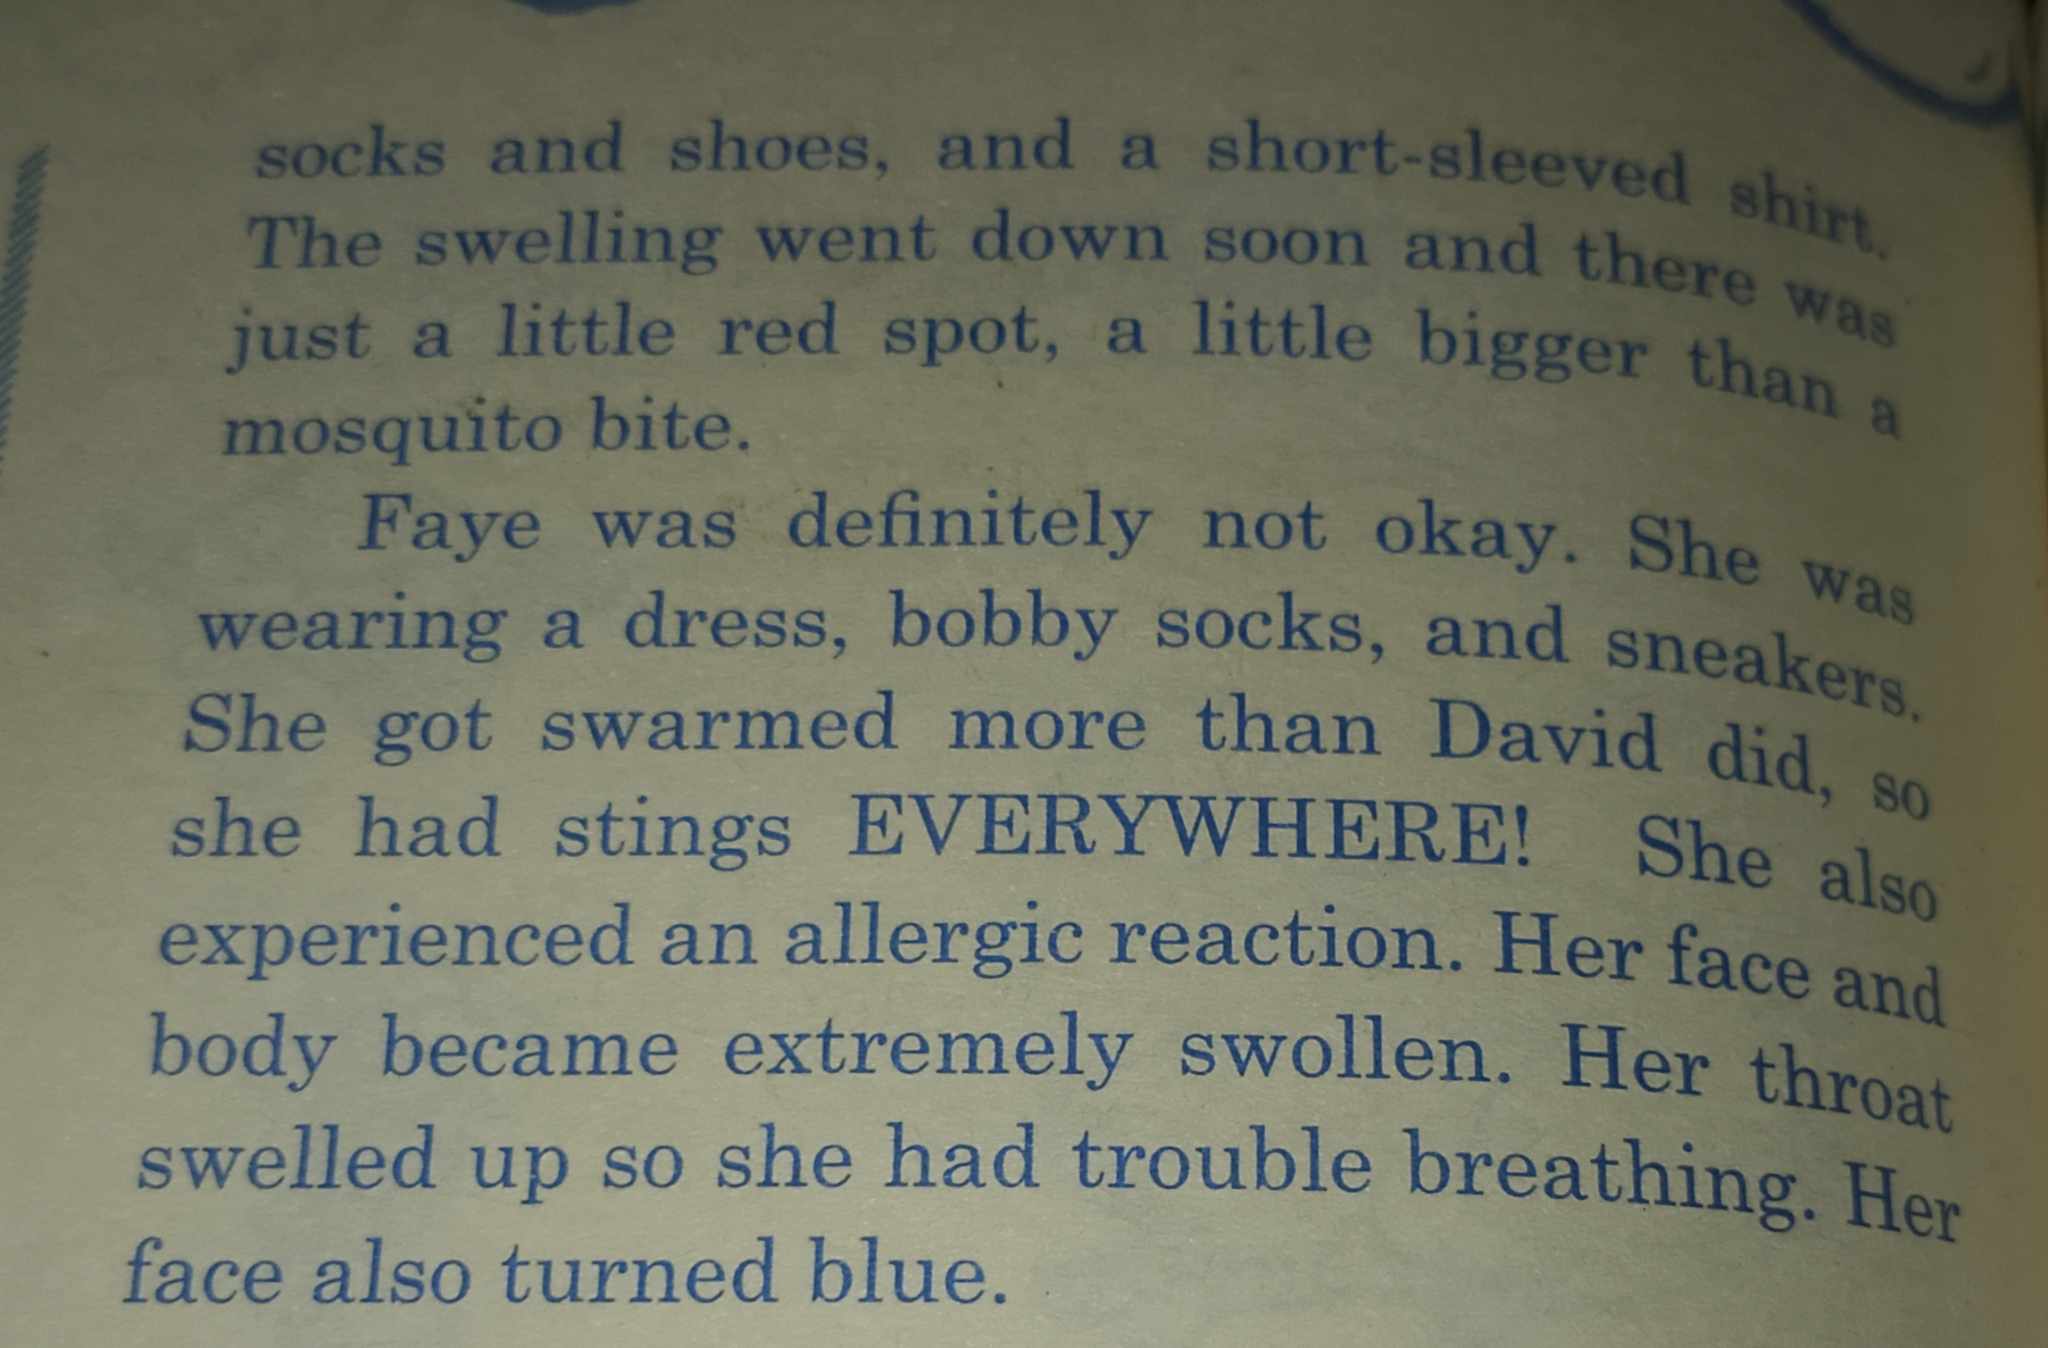 socks and shoes, and a short-sleeved shirt.
The swelling went down soon and there was
just a little red spot, a little bigger than a
mosquito bite.
Faye was definitely not okay. She was
wearing a dress, bobby socks, and sneakers.
She got swarmed more than David did, so
she had stings EVERYWHERE! She also
experienced an allergic reaction. Her face and
body became extremely swollen. Her throat
swelled up so she had trouble breathing. Her
face also turned blue.